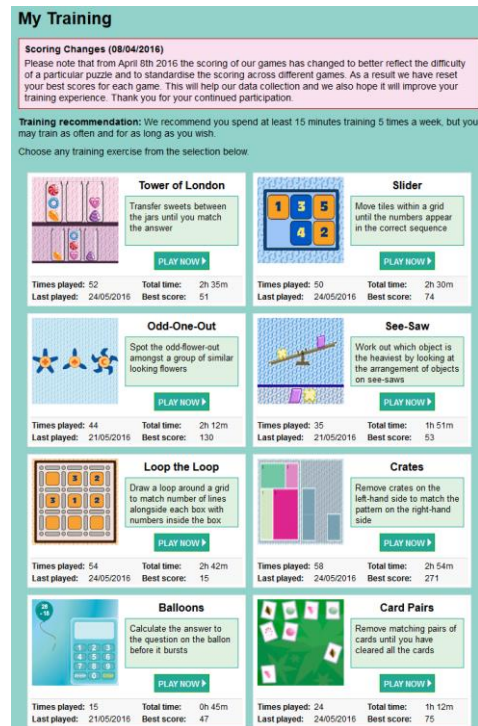 My Training
Scoring Changes (08/04/2016)
Please note that from April 8th 2016 the scoring of our games has changed to better reflect the difficulty
of a particular puzzle and to standardise the scoring across different games. As a result we have reset
your best scores for each game. This will help our data collection and we also hope it will improve your
training experience. Thank you for your continued participation.
Training recommendation: We recommend you spend at least 15 minutes training 5 times a week, but you
may train as often and for as long as you wish.
Choose any training exercise from the selection below.
Tower of London
Transfer sweets between
the jars until you match
the answer
PLAY NOW
Times played: 52 Total time: 2h 35m
Last played: 24/05/2016 Best score: 51
1 3 5
4 2
Slider
Move tiles within a grid
until the numbers appear
in the correct sequence
PLAY NOW
Times played: 50 Total time: 2h 30m
Last played: 24/05/2016 Best score: 74
Odd-One-Out
Spot the odd-flower-out
amongst a group of similar
looking flowers
PLAY NOW
Times played: 44 Total time: 2h 12m
Last played: 21/05/2016 Best score: 130
See-Saw
Work out which object is
the heaviest by looking at
the arrangement of objects
on see-saws
PLAY NOW
Times played: 35 Total time: 1h 51m
Last played: 21/05/2016 Best score: 53
3 2
3 1 2
Loop the Loop
Draw a loop around a grid
to match number of lines
alongside each box with
numbers inside the box
PLAY NOW
Times played: 54 Total time: 2h 42m
Last played: 24/05/2016 Best score: 15
Crates
Remove crates on the
left-hand side to match the
pattern on the right-hand
side
PLAY NOW
Times played: 58 Total time: 2h 54m
Last played: 24/05/2016 Best score: 271
1 2 3
4 5 6
7 8 9
0
Balloons
Calculate the answer to
the question on the ballon
before it bursts
PLAY NOW
Times played: 15 Total time: 0h 45m
Last played: 21/05/2016 Best score: 47
Card Pairs
Remove matching pairs of
cards until you have
cleared all the cards
PLAY NOW
Times played: 24 Total time: 1h 12m
Last played: 24/05/2016 Best score: 75